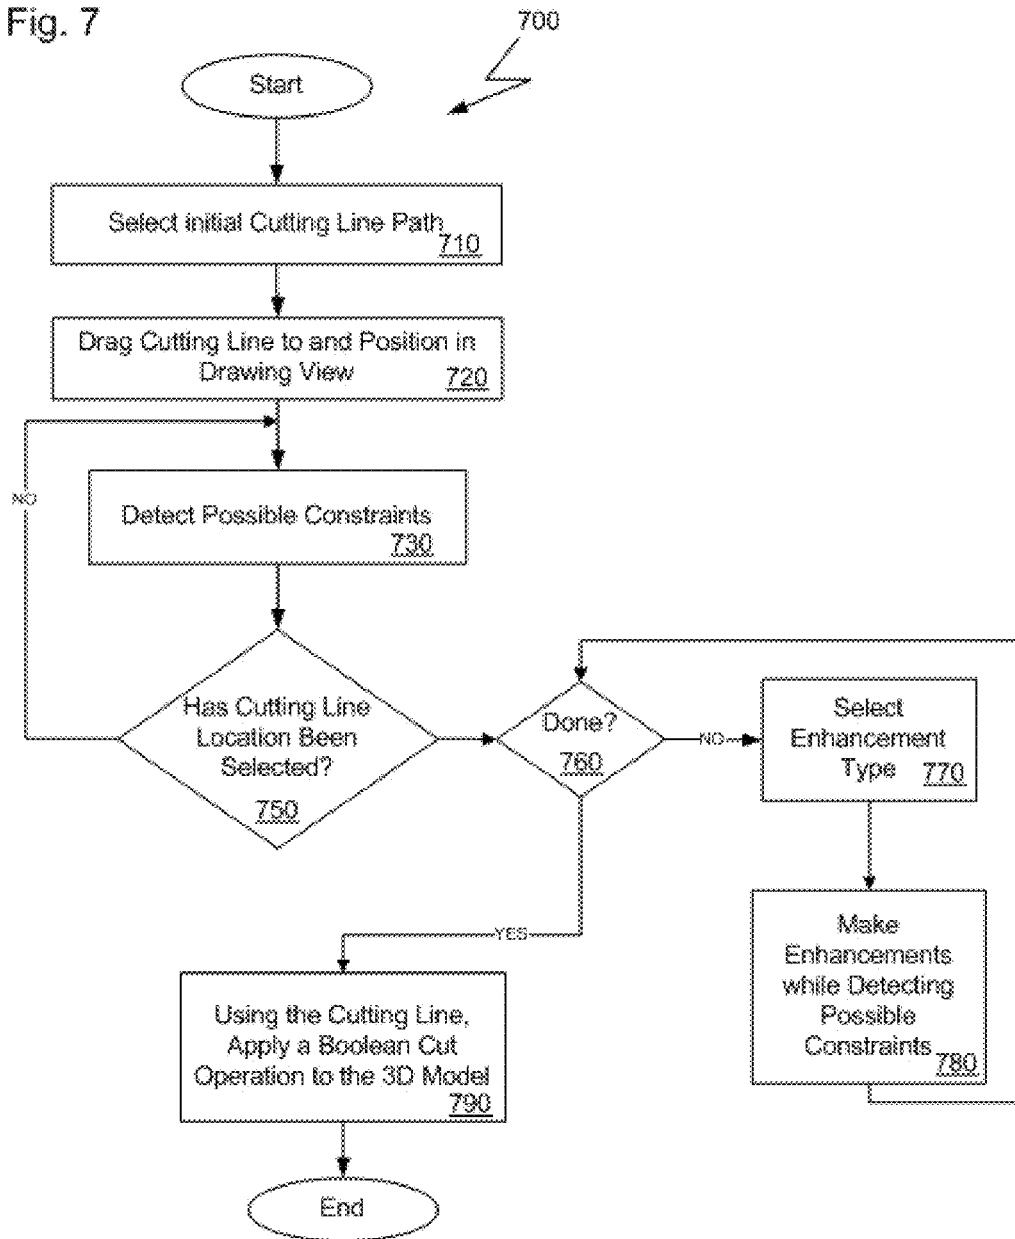 Fig. 7
700
Start
Select Initial Cutting Line Path
710
Drag Cutting Line to and Position in
Drawing View
720
NO
Detect Possible Constraints
730
Has Cutting Line
Location Been
Selected?
750
Done?
760
NO
Select
Enhancement
Type
770
Make
Enhancements
while Detecting
Possible
Constraints
780
YES
Using the Cutting Line,
Apply a Boolean Cut
Operation to the 3D Model
790
End